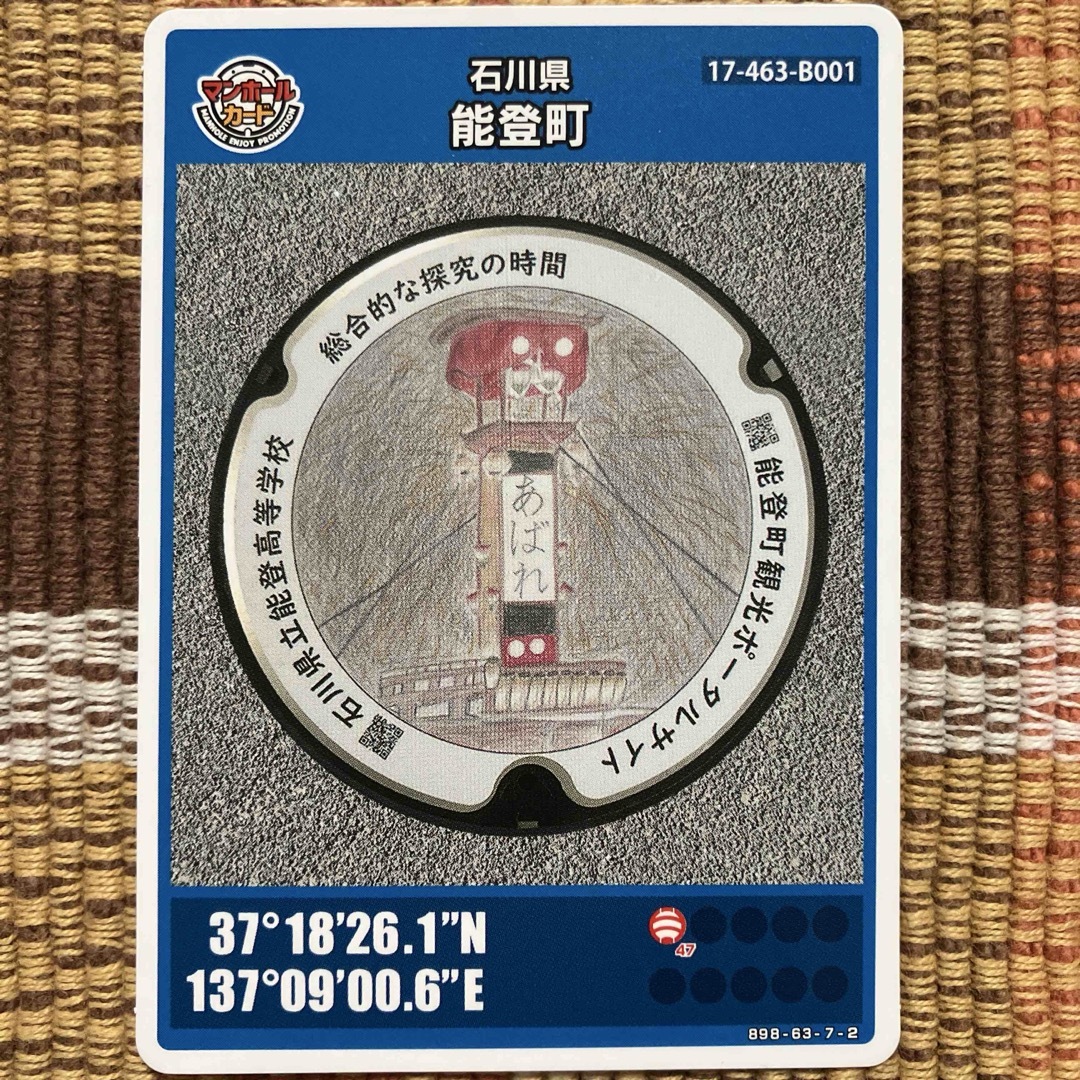 マンホール
カード
MANHOLE ENJOY PROMOTION
石川県
能登町
17-463-B001
総合的な探究の時間
石川県立能登高等学校
能登町観光ポータルサイト
あばれ
37°18’26.1”N
137°09’00.6”E
47
898-63-7-2